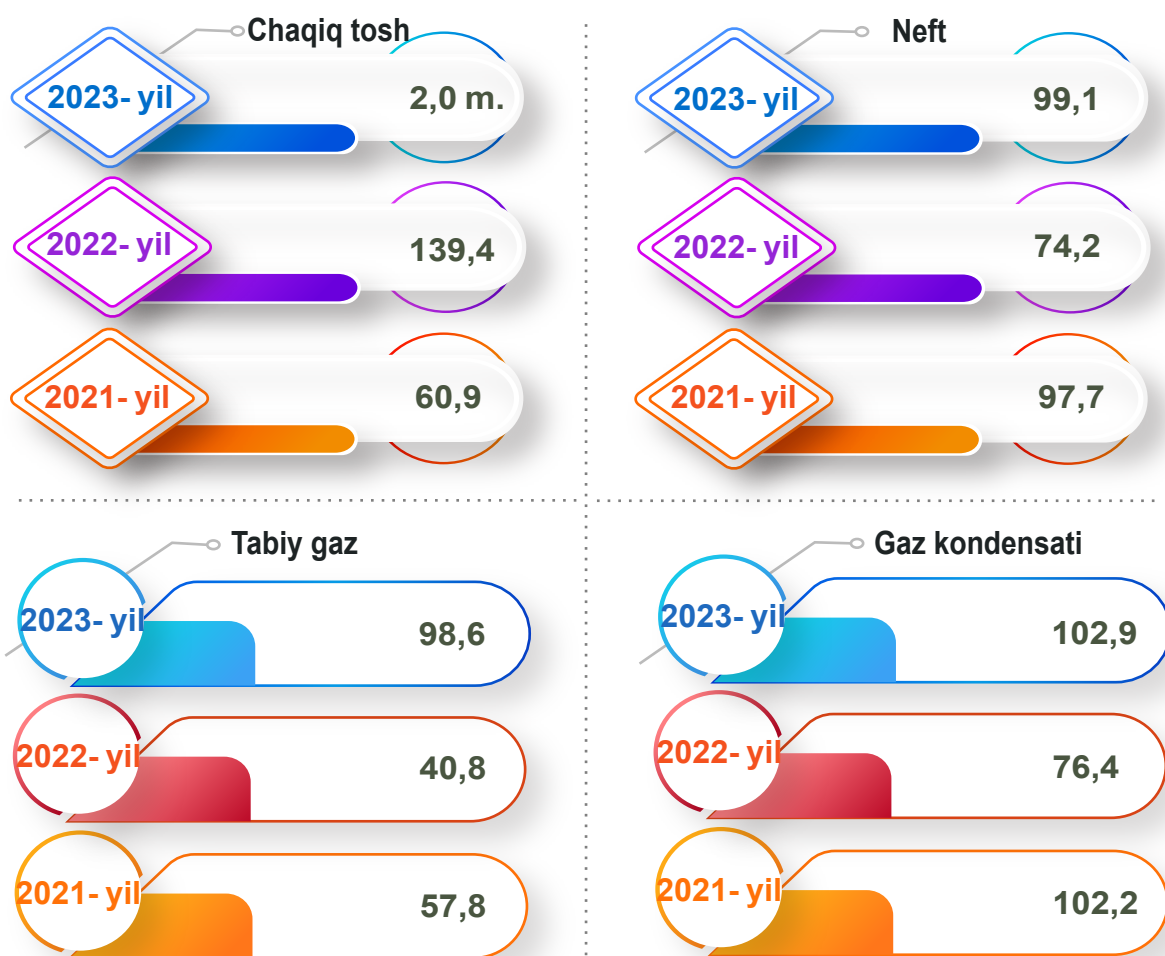 Chaqiq tosh
2023- yil
2,0 m.
2022- yil
139,4
2021- yil
60,9
Neft
2023- yil
99,1
2022- yil
74,2
2021- yil
97,7
Tabiy gaz
2023- yil
98,6
2022- yil
40,8
2021- yil
57,8
Gaz kondensati
2023- yil
102,9
2022- yil
76,4
2021- yil
102,2